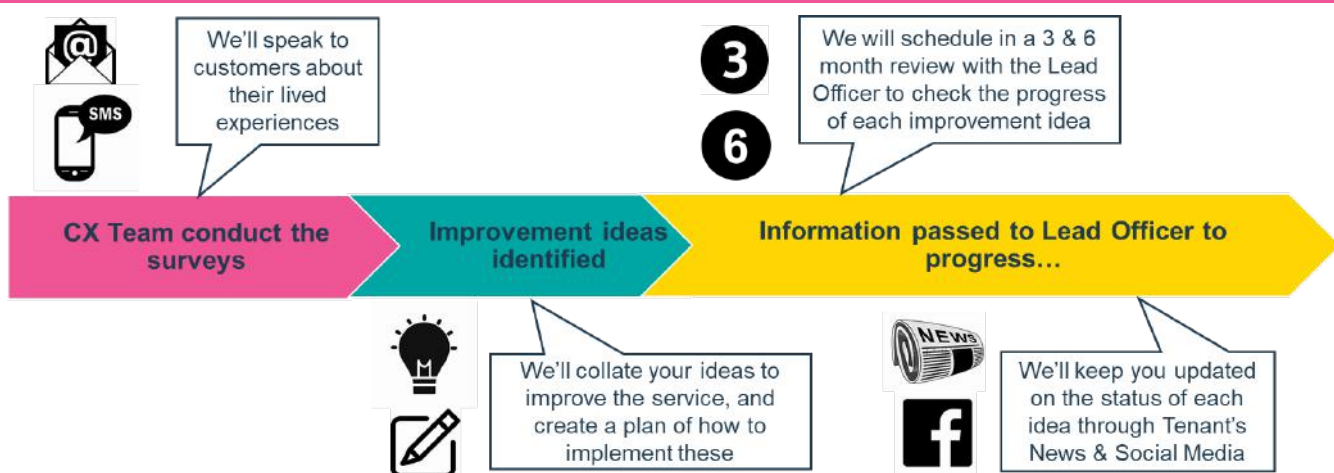 We'll speak to
customers about
their lived
experiences
@
SMS
3
6
We will schedule in a 3 & 6
month review with the Lead
Officer to check the progress
of each improvement idea
CX Team conduct the
surveys
Improvement ideas
identified
Information passed to Lead Officer to
progress...
We'll collate your ideas to
improve the service, and
create a plan of how to
implement these
@ NEWS
f
We'll keep you updated
on the status of each
idea through Tenant's
News & Social Media